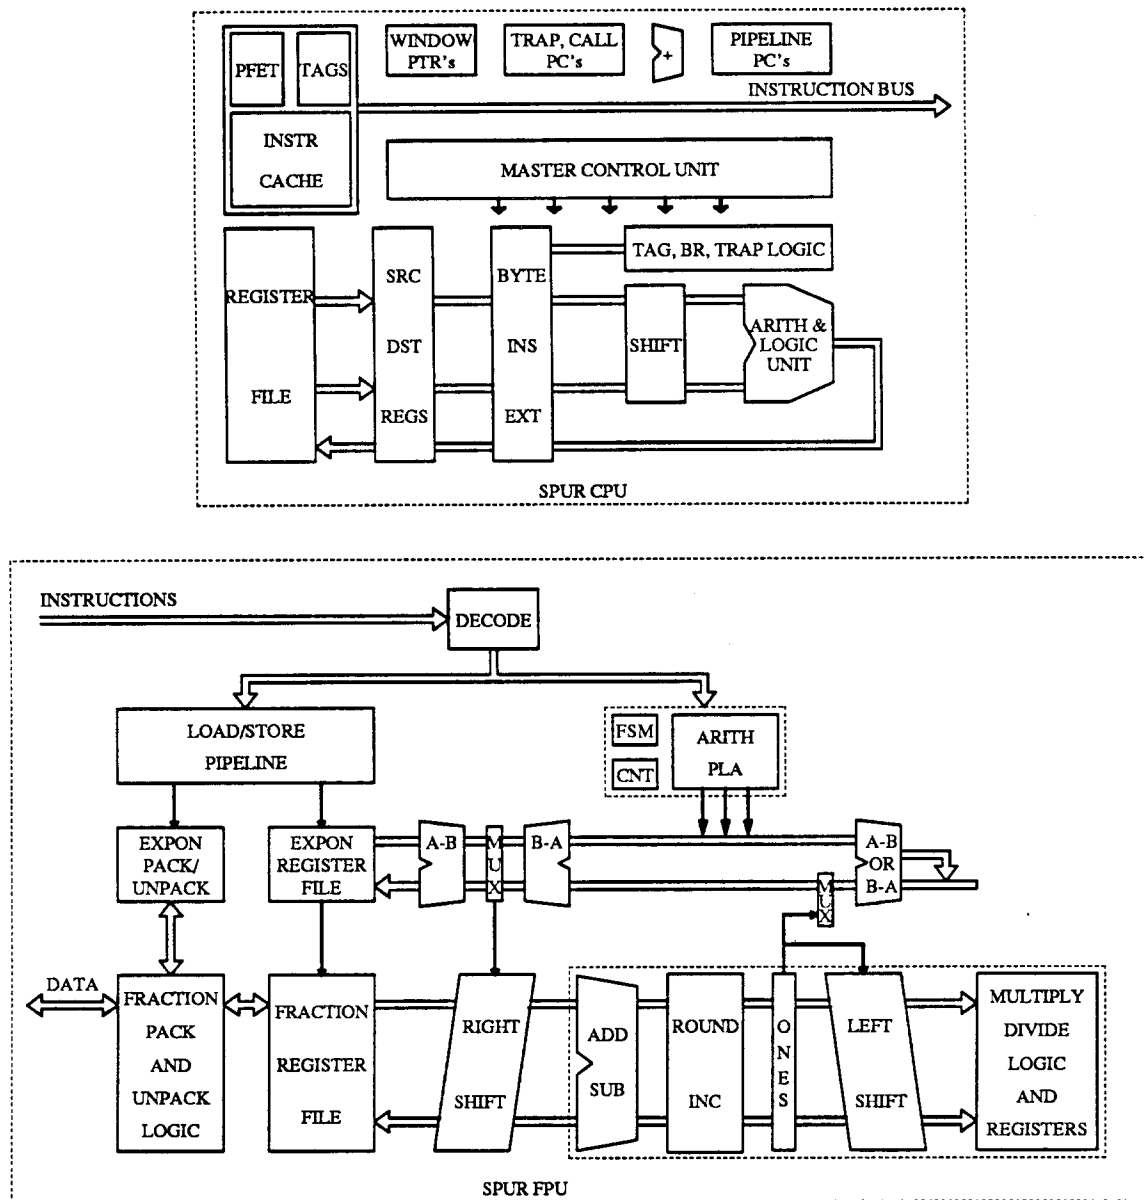 PFET
TAGS
INSTR
CACHE
WINDOW
PTR's
TRAP, CALL
PC's
+
PIPELINE
PC's
INSTRUCTION BUS
MASTER CONTROL UNIT
TAG, BR, TRAP LOGIC
REGISTER
FILE
SRC
DST
REGS
BYTE
INS
EXT
SHIFT
ARITH &
LOGIC
UNIT
SPUR CPU
INSTRUCTIONS
DECODE
LOAD/STORE
PIPELINE
FSM
CNT
ARITH
PLA
EXPON
PACK/
UNPACK
EXPON
REGISTER
FILE
A-B
MUX
B-A
MUX
A-B
OR
B-A
DATA
FRACTION
PACK
AND
UNPACK
LOGIC
FRACTION
REGISTER
FILE
RIGHT
SHIFT
ADD
SUB
ROUND
INC
ONES
LEFT
SHIFT
MULTIPLY
DIVIDE
LOGIC
AND
REGISTERS
SPUR FPU